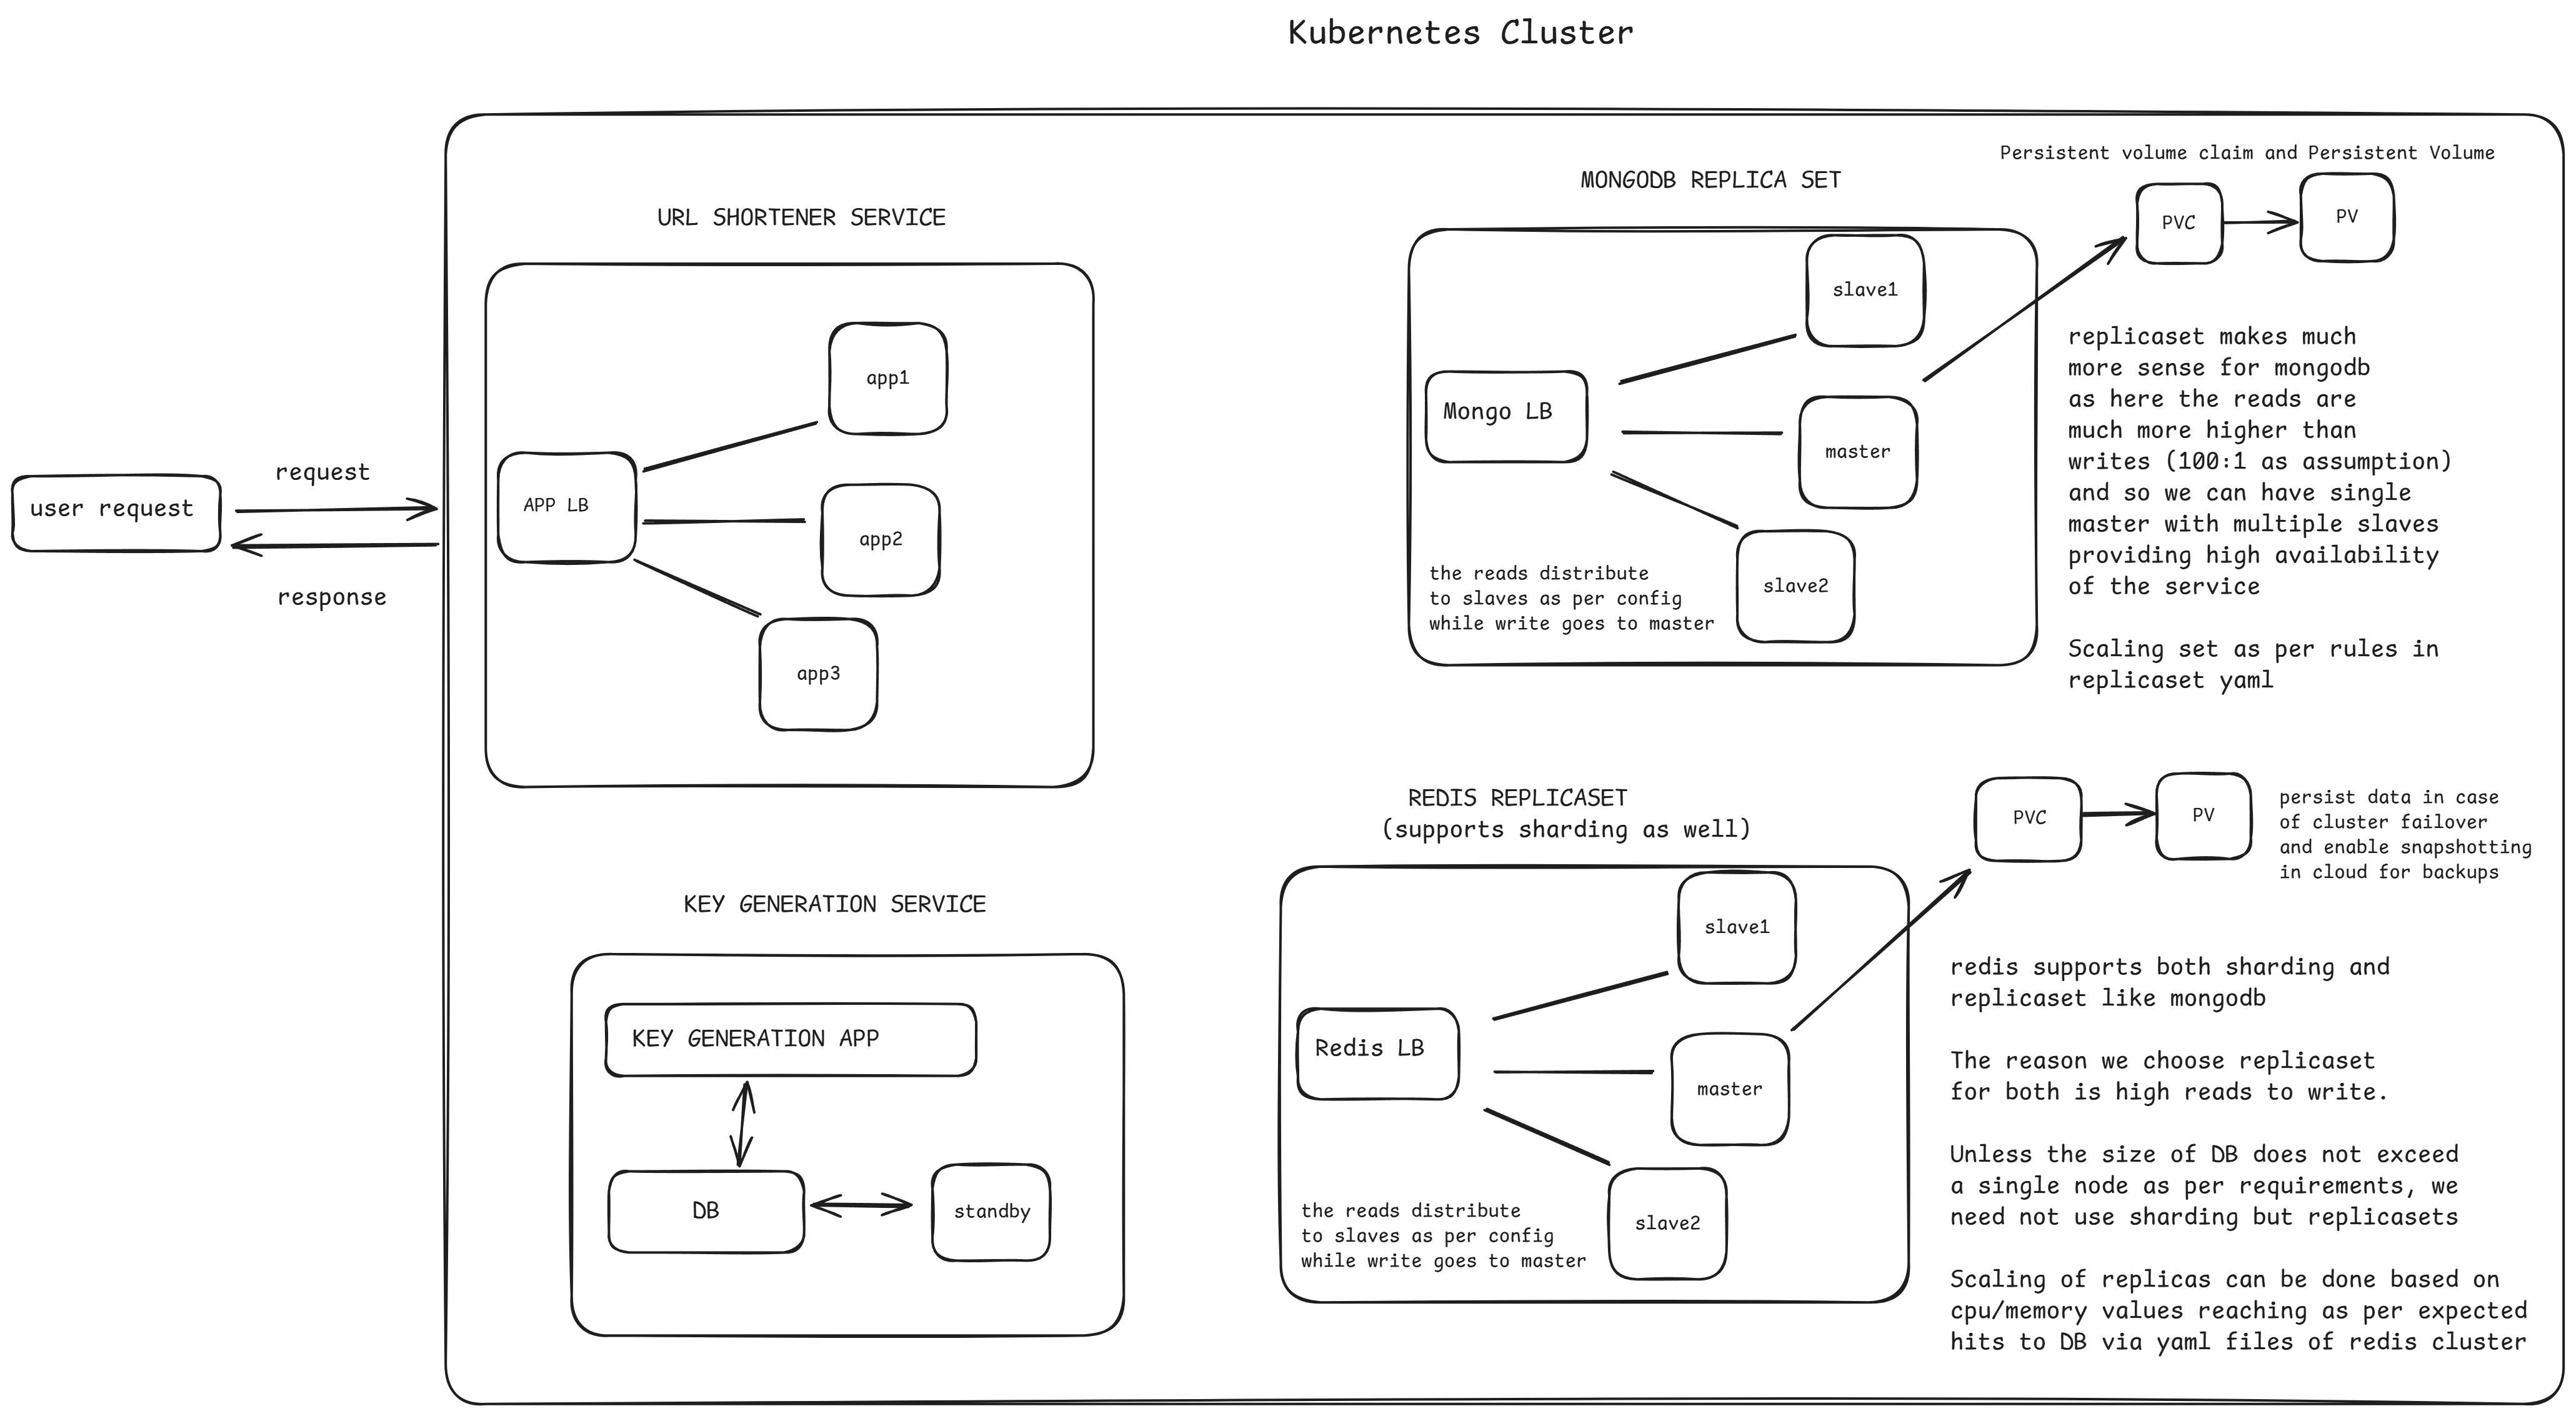 Kubernetes Cluster
user request
request
response
URL SHORTENER SERVICE
APP LB
app1
app2
app3
KEY GENERATION SERVICE
KEY GENERATION APP
DB
standby
MONGODB REPLICA SET
Mongo LB
slave1
master
slave2
the reads distribute
to slaves as per config
while write goes to master
Persistent volume claim and Persistent Volume
PVC
PV
replicaset makes much
more sense for mongodb
as here the reads are
much more higher than
writes (100:1 as assumption)
and so we can have single
master with multiple slaves
providing high availability
of the service
Scaling set as per rules in
replicaset yaml
REDIS REPLICASET
(supports sharding as well)
Redis LB
slave1
master
slave2
the reads distribute
to slaves as per config
while write goes to master
PVC
PV
persist data in case
of cluster failover
and enable snapshotting
in cloud for backups
redis supports both sharding and
replicaset like mongodb
The reason we choose replicaset
for both is high reads to write.
Unless the size of DB does not exceed
a single node as per requirements, we
need not use sharding but replicasets
Scaling of replicas can be done based on
cpu/memory values reaching as per expected
hits to DB via yaml files of redis cluster